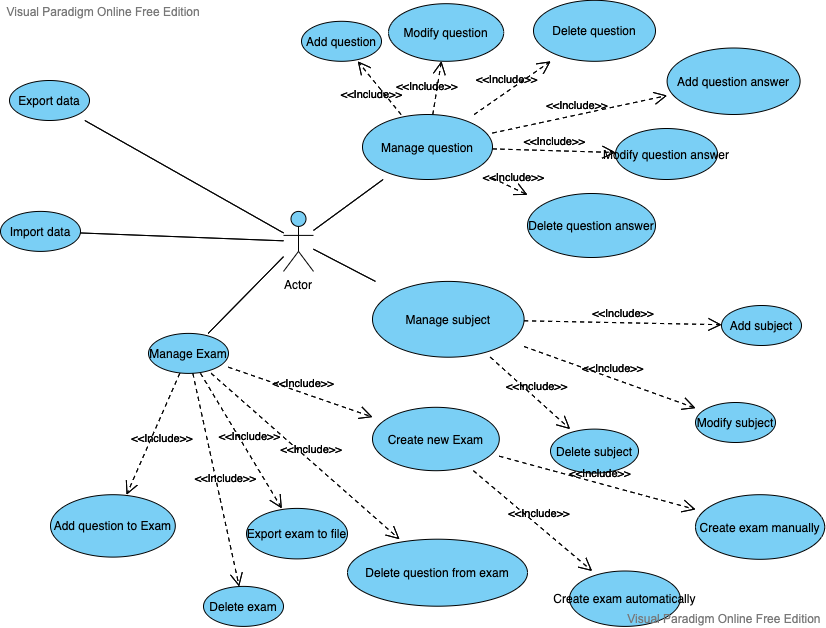 Visual Paradigm Online Free Edition
Add question
Modify question
Delete question
Export data
<<Include>>
<<Include>>
<<Include>>
Add question answer
<<Include>>
Manage question
<<Include>>
Modify question answer
<<Include>>
Import data
Delete question answer
Actor
Manage subject
<<Include>>
Add subject
Manage Exam
<<Include>>
<<Include>>
<<Include>>
Modify subject
Create new Exam
<<Include>>
<<Include>>
<<Include>>
Delete subject
<<Include>>
<<Include>>
Add question to Exam
Export exam to file
<<Include>>
Create exam manually
Delete question from exam
Delete exam
Create exam automatically
Visual Paradigm Online Free Edition